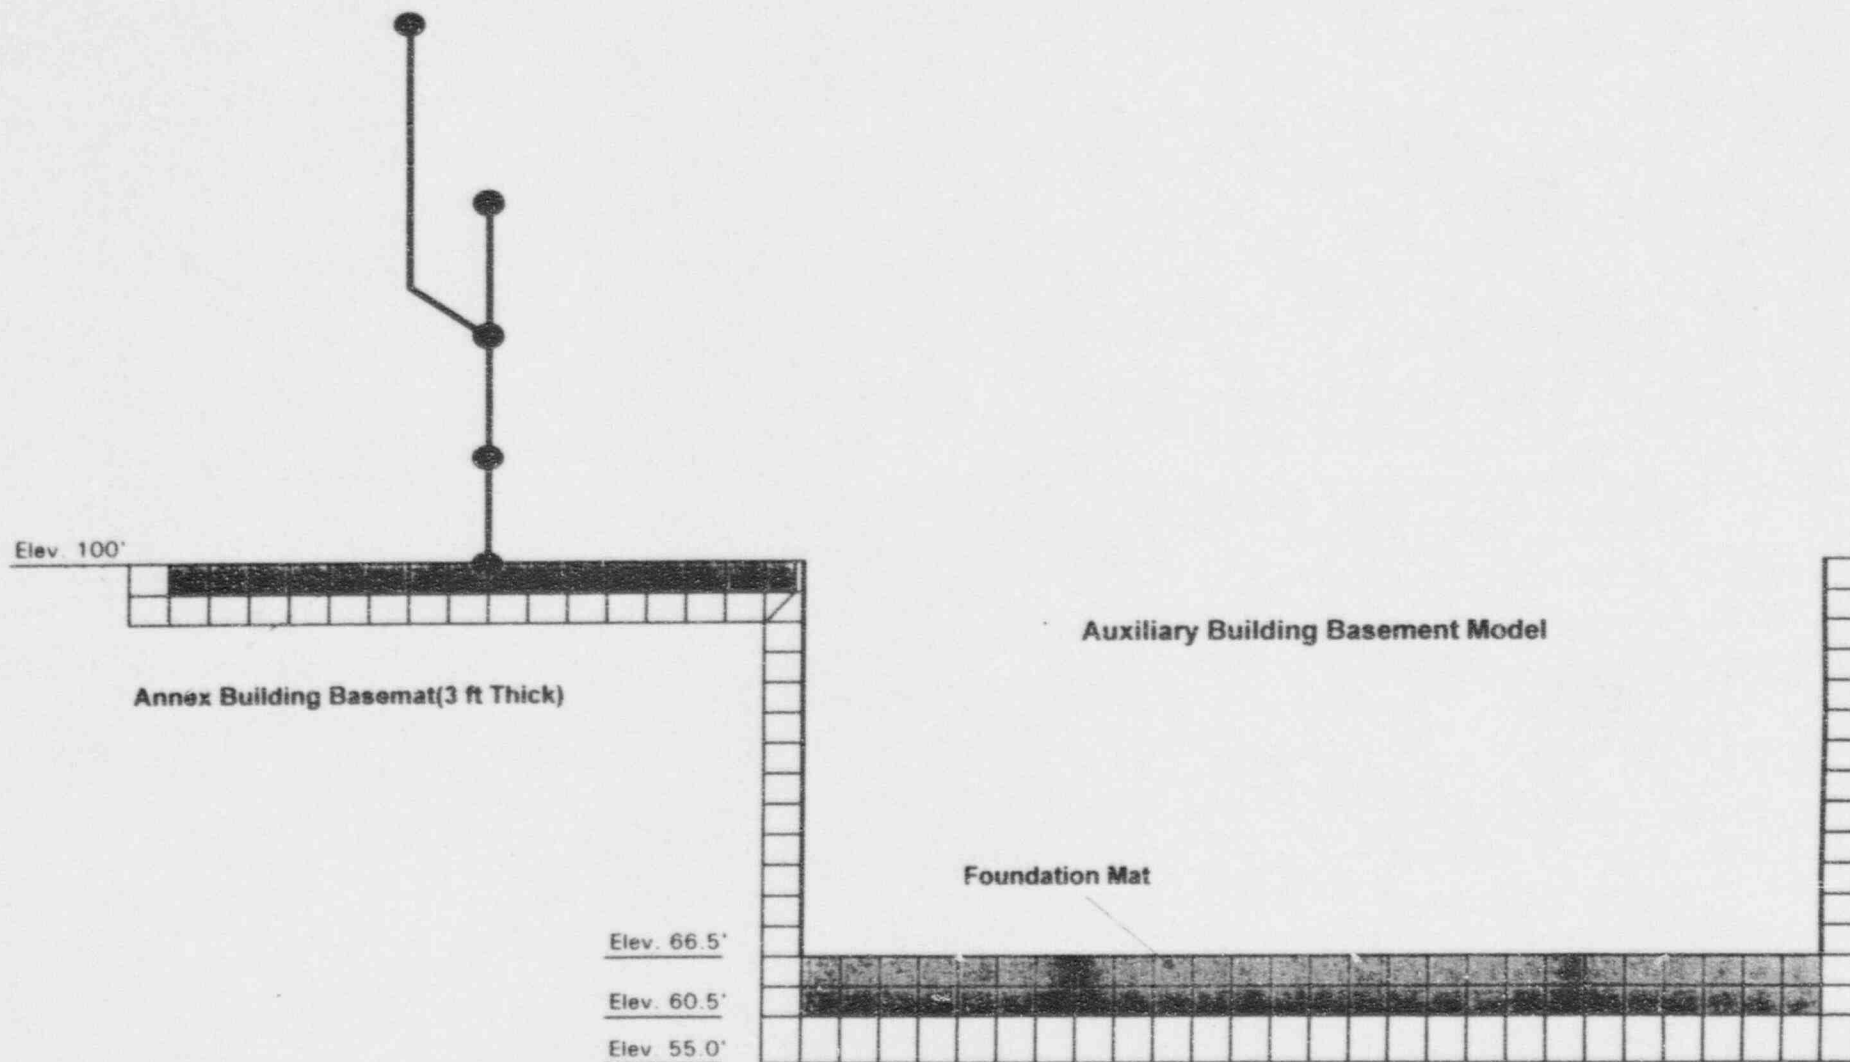 Elev. 100'
Auxiliary Building Basement Model
Annex Building Basemat(3 ft Thick)
Foundation Mat
Elev. 66.5'
Elev. 60.5'
Elev. 55.0'